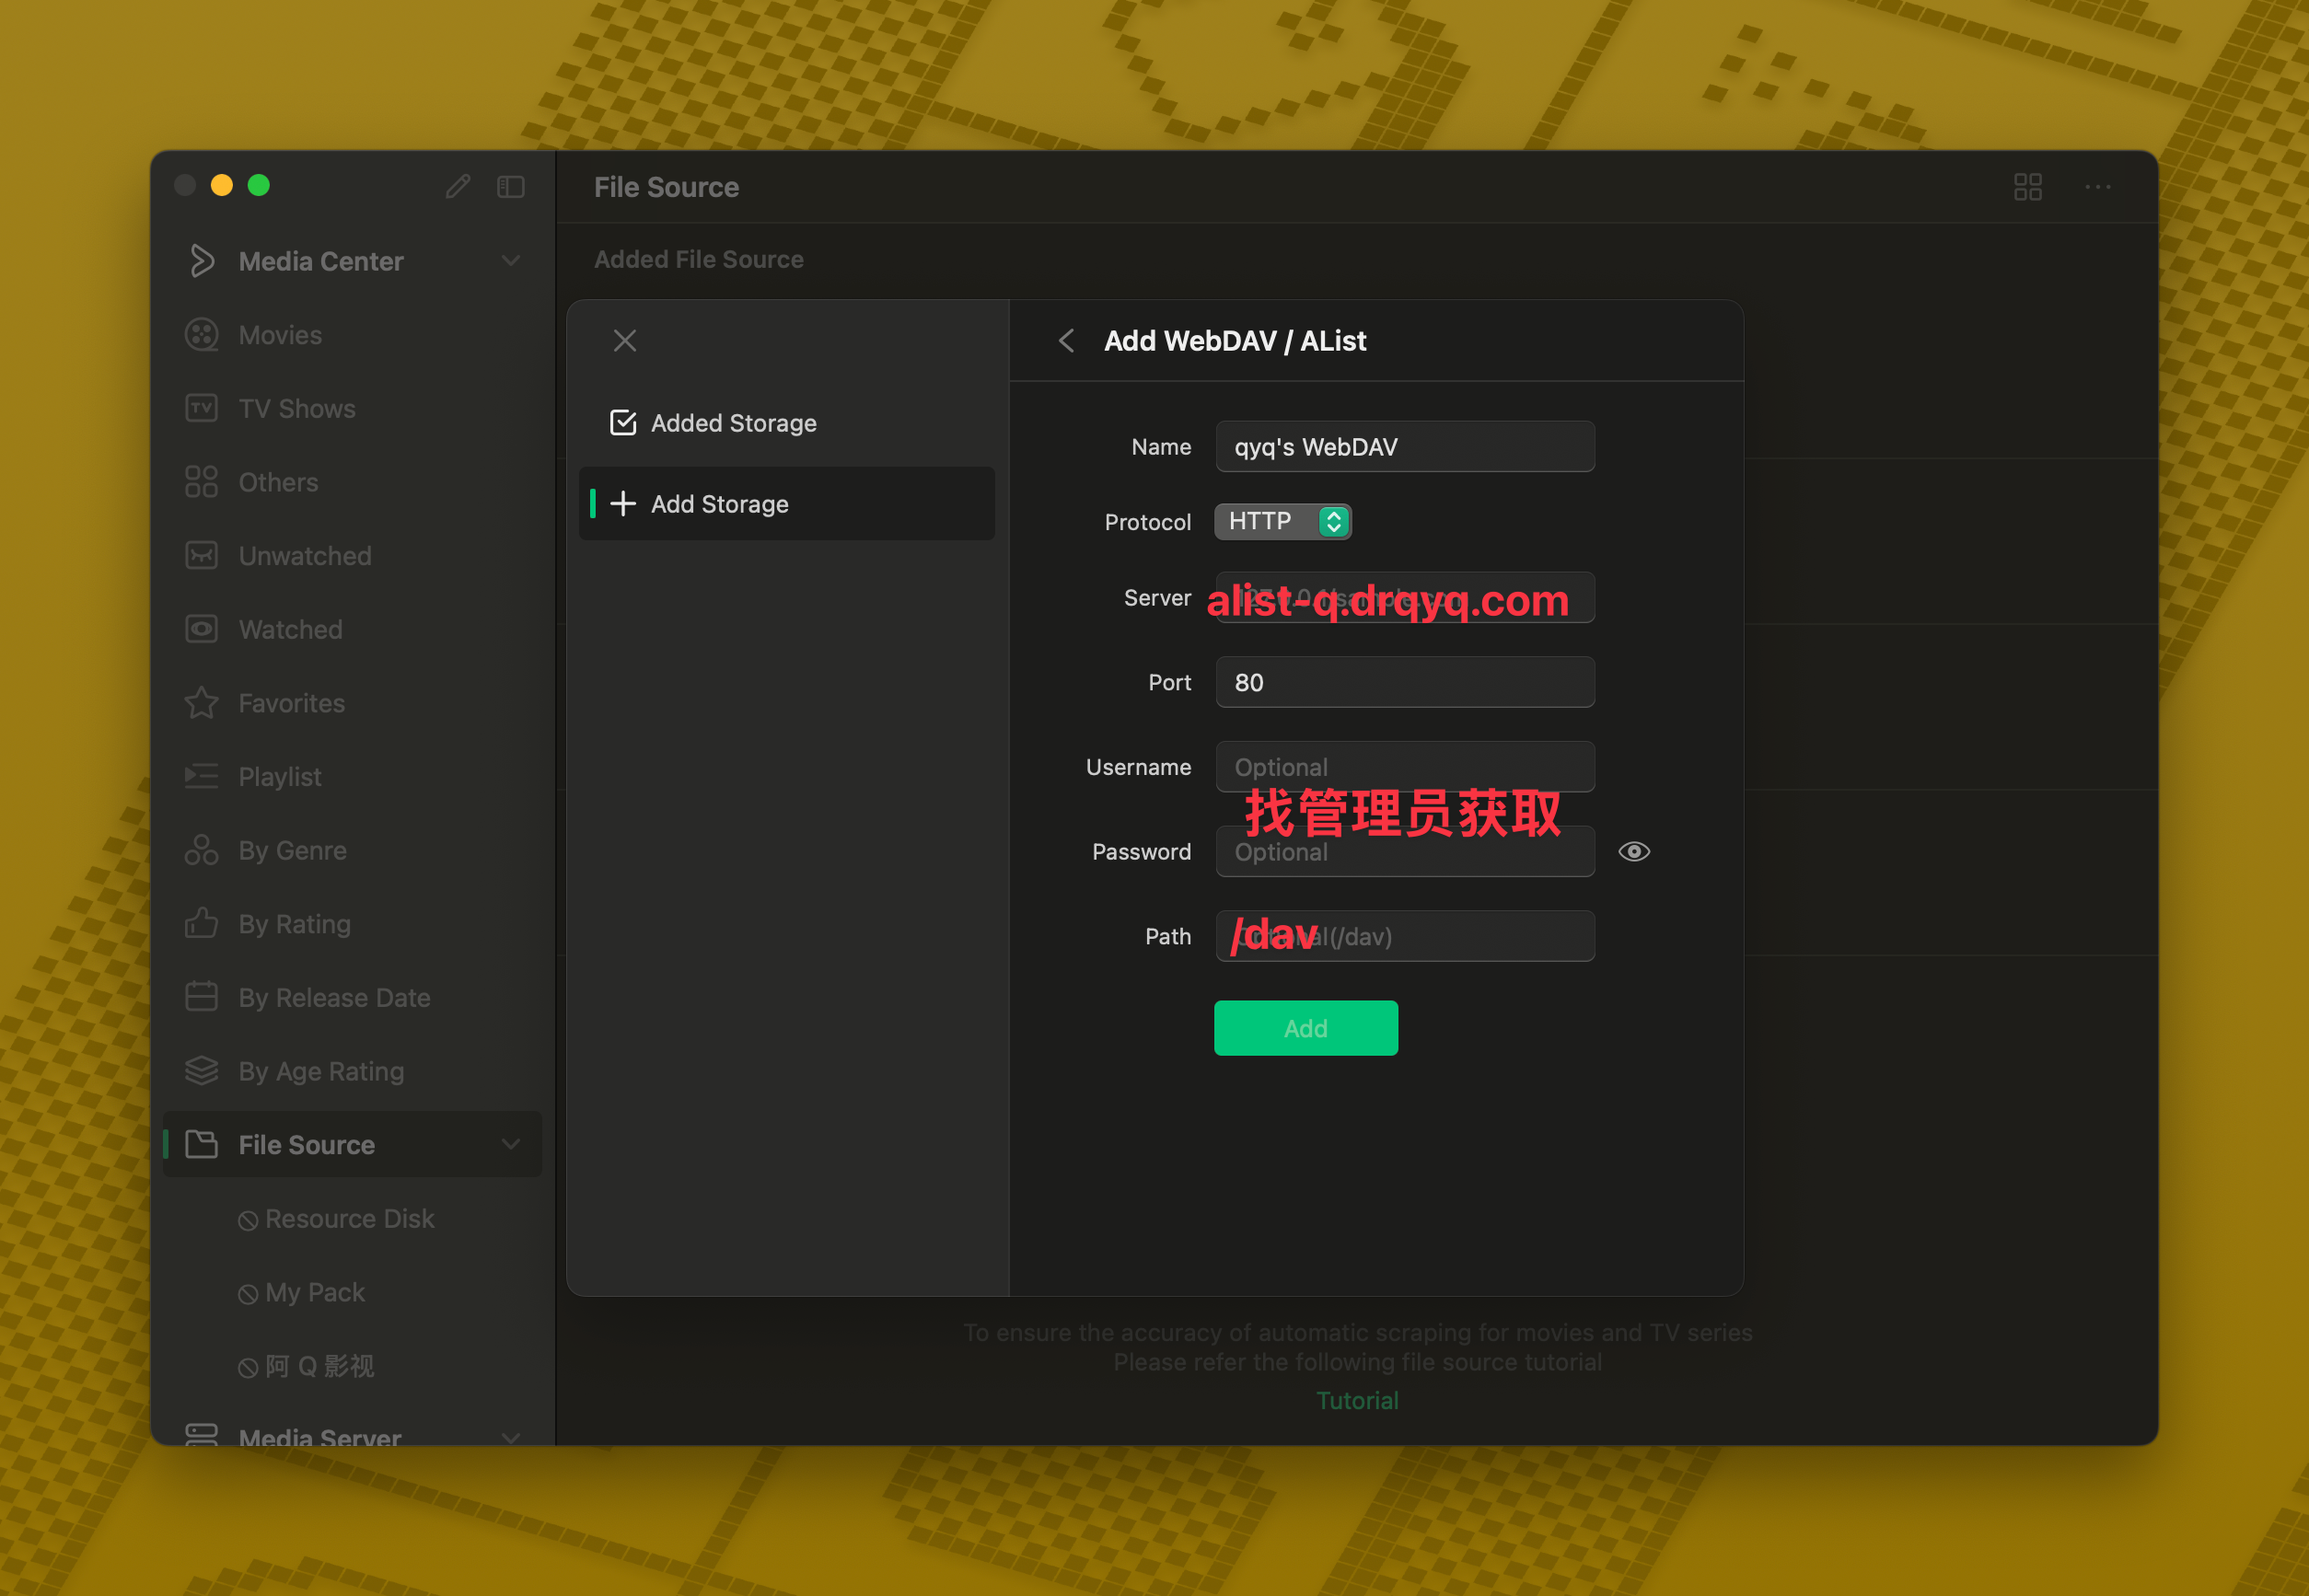 File Source
Media Center
Added File Source
Movies
TV Shows
Others
Unwatched
Watched
Favorites
Playlist
By Genre
By Rating
By Release Date
By Age Rating
File Source
Resource Disk
My Pack
阿 Q 影视
Media Server
Added Storage
Add Storage
Add WebDAV / AList
Name
qyq's WebDAV
Protocol
HTTP
Server
alist-q.drqyq.com
Port
80
Username
Optional
找管理员获取
Password
Optional
Path
/dav
Optional(/dav)
Add
To ensure the accuracy of automatic scraping for movies and TV series
Please refer the following file source tutorial
Tutorial